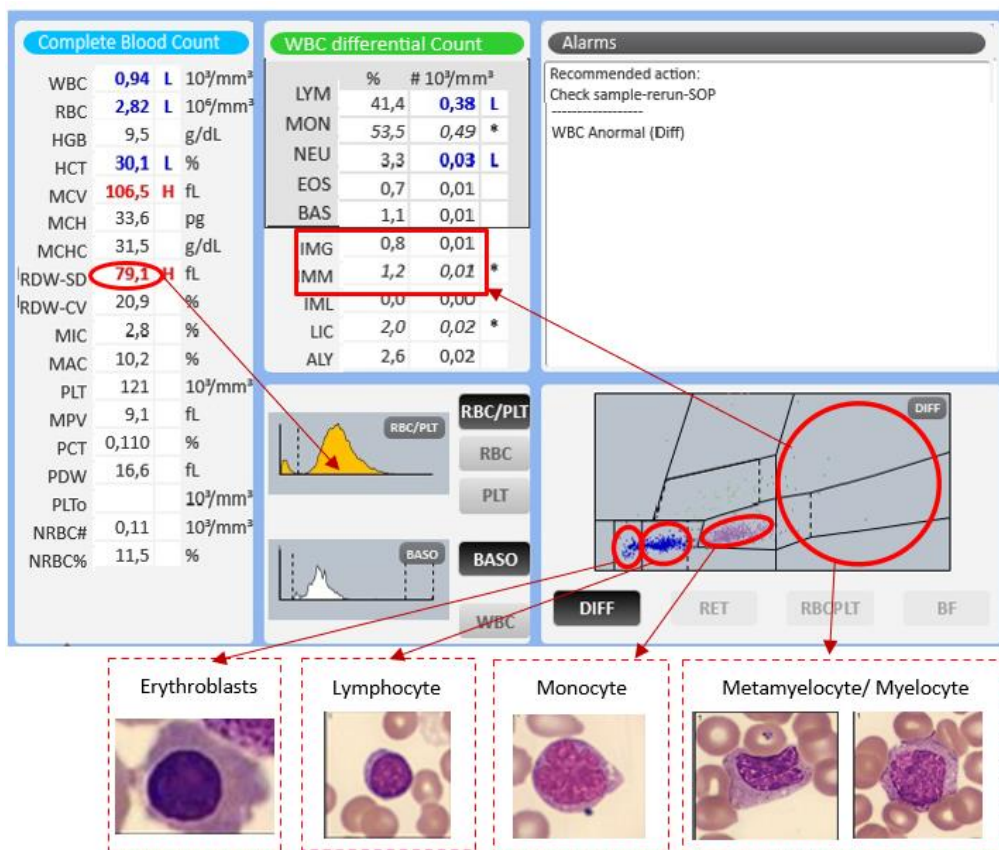 Complete Blood Count
WBC 0,94 L 10³/mm³
RBC 2,82 L 10⁶/mm³
HGB 9,5 g/dL
HCT 30,1 L %
MCV 106,5 H fL
MCH 33,6 pg
MCHC 31,5 g/dL
RDW-SD 79,1 H fL
RDW-CV 20,9 %
MIC 2,8 %
MAC 10,2 %
PLT 121 10³/mm³
MPV 9,1 fL
PCT 0,110 %
PDW 16,6 fL
PLTo 10³/mm³
NRBC# 0,11 10³/mm³
NRBC% 11,5 %
WBC differential Count
% # 10³/mm³
LYM 41,4 0,38 L
MON 53,5 0,49 *
NEU 3,3 0,03 L
EOS 0,7 0,01
BAS 1,1 0,01
IMG 0,8 0,01
IMM 1,2 0,01 *
IML 0,0 0,00
LIC 2,0 0,02 *
ALY 2,6 0,02
Alarms
Recommended action:
Check sample-rerun-SOP
------------------
WBC Anormal (Diff)
RBC/PLT
RBC/PLT
RBC
PLT
BASO
BASO
WBC
DIFF
DIFF RET RBCPLT BF
Erythroblasts
Lymphocyte
Monocyte
Metamyelocyte/ Myelocyte